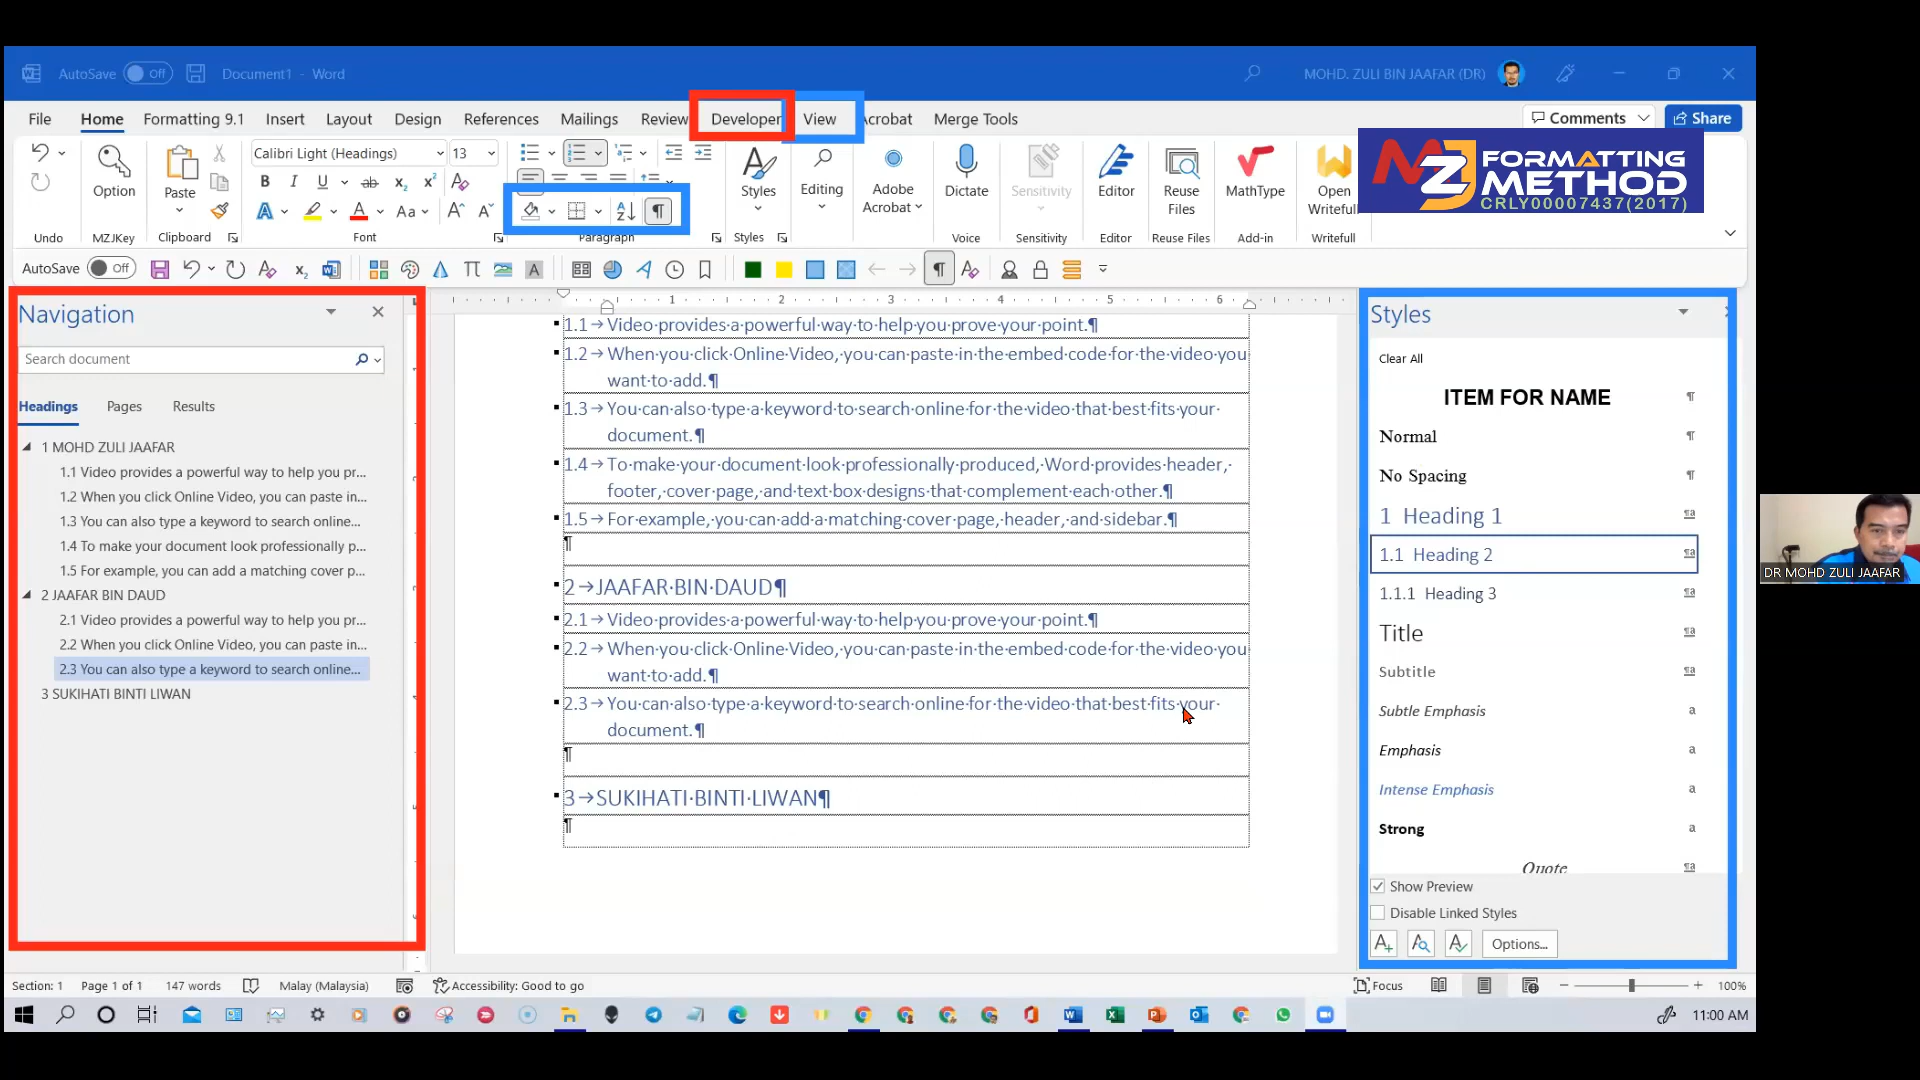 AutoSave Off Document1 - Word MOHD. ZULI BIN JAAFAR (DR)
File Home Formatting 9.1 Insert Layout Design References Mailings Review Developer View Acrobat Merge Tools Comments Share
Calibri Light (Headings) 13
Option Paste Styles Editing Adobe Acrobat Dictate Sensitivity Editor Reuse Files MathType Open Writefull
B I U ab x₂ x²
A A Aa A A
Undo MZJKey Clipboard Font Paragraph Styles Voice Sensitivity Editor Reuse Files Add-in Writefull
MZJ FORMATTING
METHOD
CRLY00007437(2017)
AutoSave Off
Navigation
Search document
Headings Pages Results
1 MOHD ZULI JAAFAR
1.1 Video provides a powerful way to help you pr...
1.2 When you click Online Video, you can paste in...
1.3 You can also type a keyword to search online...
1.4 To make your document look professionally p...
1.5 For example, you can add a matching cover p...
2 JAAFAR BIN DAUD
2.1 Video provides a powerful way to help you pr...
2.2 When you click Online Video, you can paste in...
2.3 You can also type a keyword to search online...
3 SUKIHATI BINTI LIWAN
1 2 3 4 5 6
1.1→Video·provides·a·powerful·way·to·help·you·prove·your·point.¶
1.2→When·you·click·Online·Video,·you·can·paste·in·the·embed·code·for·the·video·you
want·to·add.¶
1.3→You·can·also·type·a·keyword·to·search·online·for·the·video·that·best·fits·your·
document.¶
1.4→To·make·your·document·look·professionally·produced,·Word·provides·header,·
footer,·cover·page,·and·text·box·designs·that·complement·each·other.¶
1.5→For·example,·you·can·add·a·matching·cover·page,·header,·and·sidebar.¶
¶
2→JAAFAR·BIN·DAUD¶
2.1→Video·provides·a·powerful·way·to·help·you·prove·your·point.¶
2.2→When·you·click·Online·Video,·you·can·paste·in·the·embed·code·for·the·video·you
want·to·add.¶
2.3→You·can·also·type·a·keyword·to·search·online·for·the·video·that·best·fits·your·
document.¶
¶
3→SUKIHATI·BINTI·LIWAN¶
¶
Styles
Clear All
ITEM FOR NAME ¶
Normal ¶
No Spacing ¶
1 Heading 1 ¶a
1.1 Heading 2 ¶a
1.1.1 Heading 3 ¶a
Title ¶a
Subtitle ¶a
Subtle Emphasis a
Emphasis a
Intense Emphasis a
Strong a
Quote ¶a
Show Preview
Disable Linked Styles
Options...
DR MOHD ZULI JAAFAR
Section: 1 Page 1 of 1 147 words Malay (Malaysia) Accessibility: Good to go Focus 100%
11:00 AM